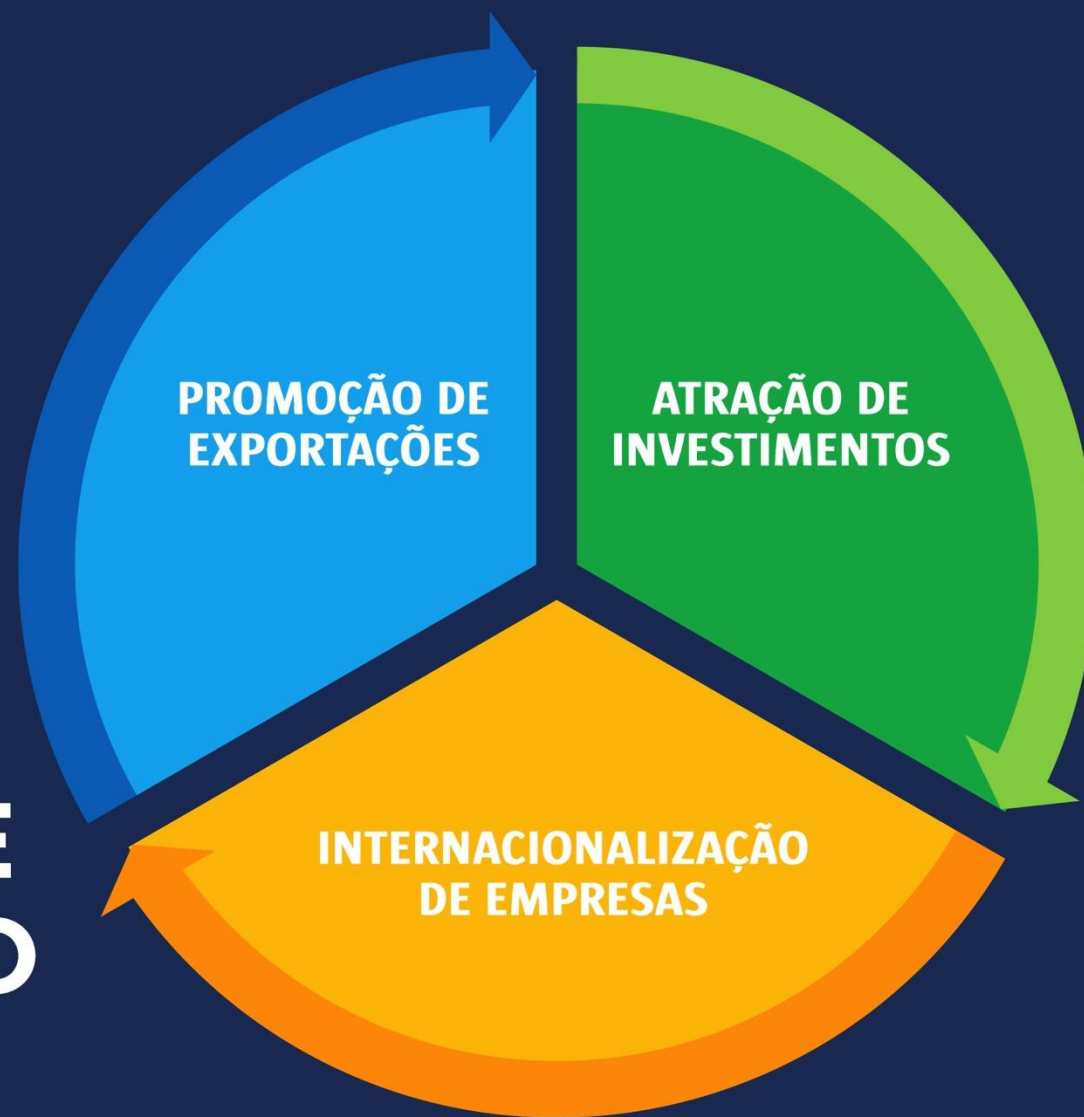 PROMOÇÃO DE
EXPORTAÇÕES
ATRAÇÃO DE
INVESTIMENTOS
INTERNACIONALIZAÇÃO
DE EMPRESAS